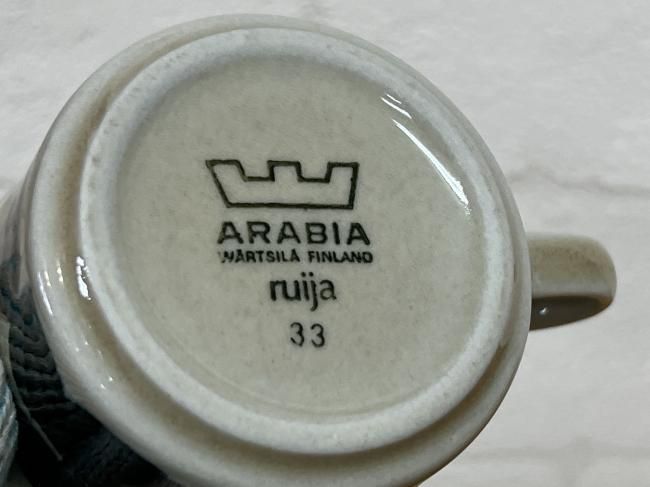 ARABIA
WÄRTSILÄ FINLAND
ruija
33